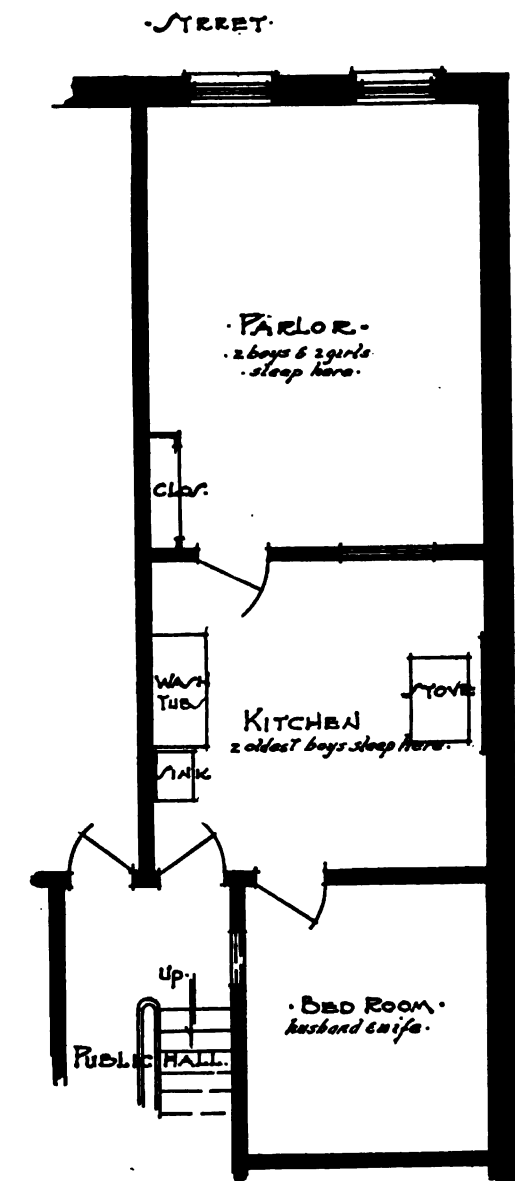 ·STREET·
·PARLOR·
·2 boys & 2 girls·
·sleep here·
CLOS.
WASH
TUBS
STOVE
KITCHEN
2 oldest boys sleep here.
SINK
Up.
·BED ROOM·
husband & wife·
PUBLIC HALL.